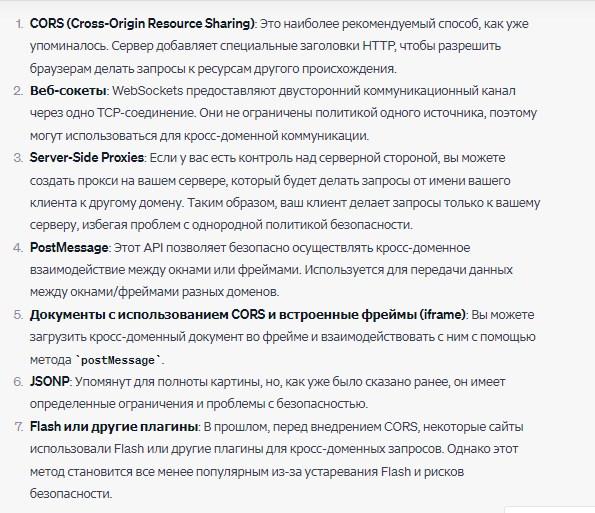 1. CORS (Cross-Origin Resource Sharing): Это наиболее рекомендуемый способ, как уже
упоминалось. Сервер добавляет специальные заголовки HTTP, чтобы разрешить
браузерам делать запросы к ресурсам другого происхождения.
2. Веб-сокеты: WebSockets предоставляют двусторонний коммуникационный канал
через одно TCP-соединение. Они не ограничены политикой одного источника, поэтому
могут использоваться для кросс-доменной коммуникации.
3. Server-Side Proxies: Если у вас есть контроль над серверной стороной, вы можете
создать прокси на вашем сервере, который будет делать запросы от имени вашего
клиента к другому домену. Таким образом, ваш клиент делает запросы только к вашему
серверу, избегая проблем с однородной политикой безопасности.
4. PostMessage: Этот API позволяет безопасно осуществлять кросс-доменное
взаимодействие между окнами или фреймами. Используется для передачи данных
между окнами/фреймами разных доменов.
5. Документы с использованием CORS и встроенные фреймы (iframe): Вы можете
загрузить кросс-доменный документ во фрейме и взаимодействовать с ним с помощью
метода `postMessage`.
6. JSONP: Упомянут для полноты картины, но, как уже было сказано ранее, он имеет
определенные ограничения и проблемы с безопасностью.
7. Flash или другие плагины: В прошлом, перед внедрением CORS, некоторые сайты
использовали Flash или другие плагины для кросс-доменных запросов. Однако этот
метод становится все менее популярным из-за устаревания Flash и рисков
безопасности.